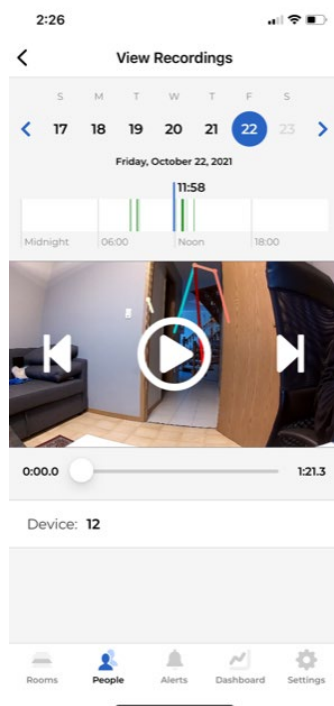 2:26
View Recordings
S M T W T F S
17 18 19 20 21 22 23
Friday, October 22, 2021
11:58
Midnight 06:00 Noon 18:00
0:00.0 1:21.3
Device: 12
Rooms People Alerts Dashboard Settings